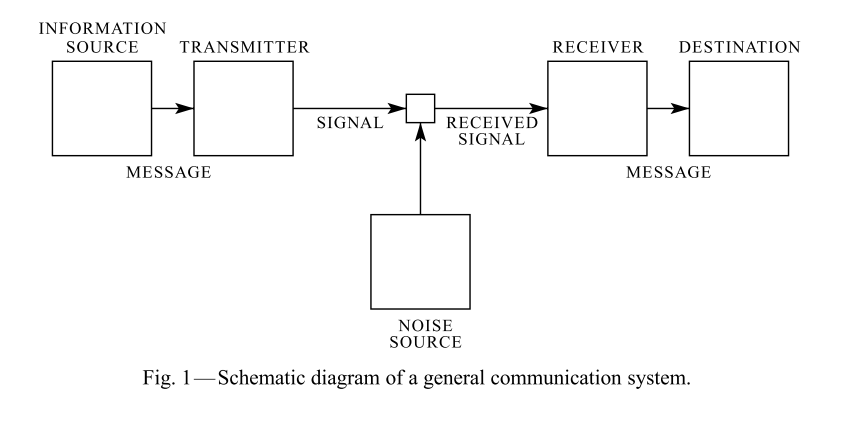 INFORMATION
SOURCE
TRANSMITTER
RECEIVER
DESTINATION
SIGNAL
RECEIVED
SIGNAL
MESSAGE
MESSAGE
NOISE
SOURCE
Fig. 1—Schematic diagram of a general communication system.